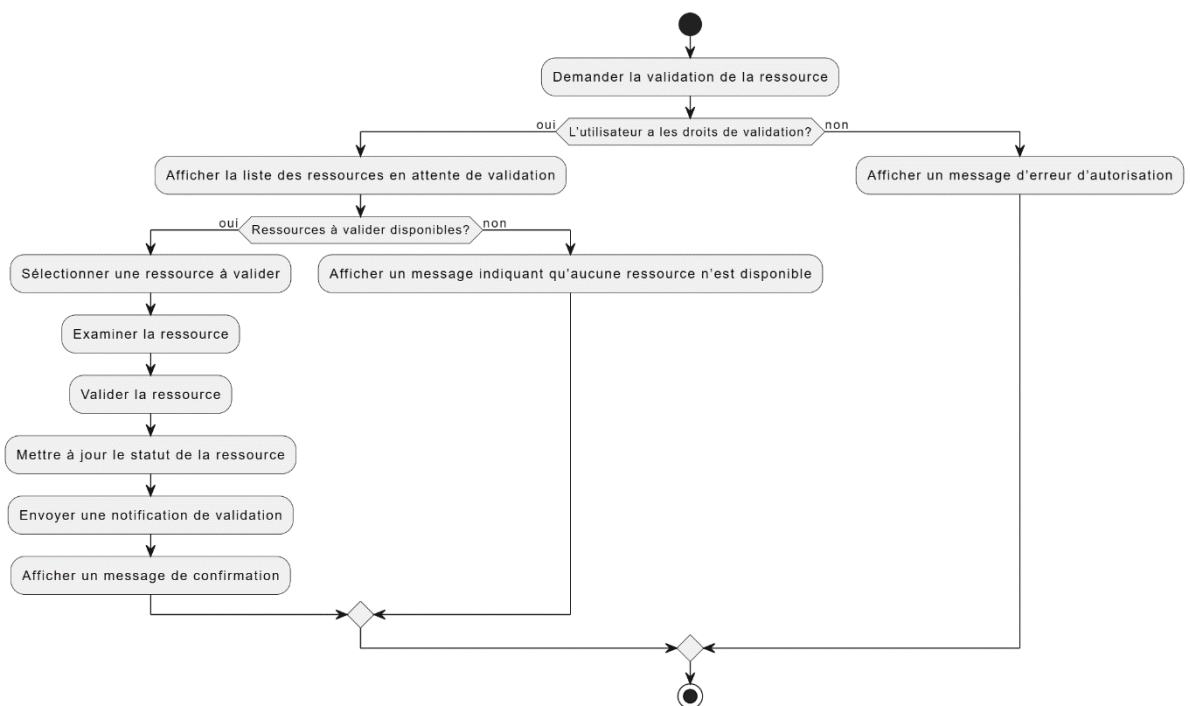 Demander la validation de la ressource
oui
L'utilisateur a les droits de validation?
non
Afficher la liste des ressources en attente de validation
Afficher un message d'erreur d'autorisation
oui
Ressources à valider disponibles?
non
Sélectionner une ressource à valider
Afficher un message indiquant qu'aucune ressource n'est disponible
Examiner la ressource
Valider la ressource
Mettre à jour le statut de la ressource
Envoyer une notification de validation
Afficher un message de confirmation